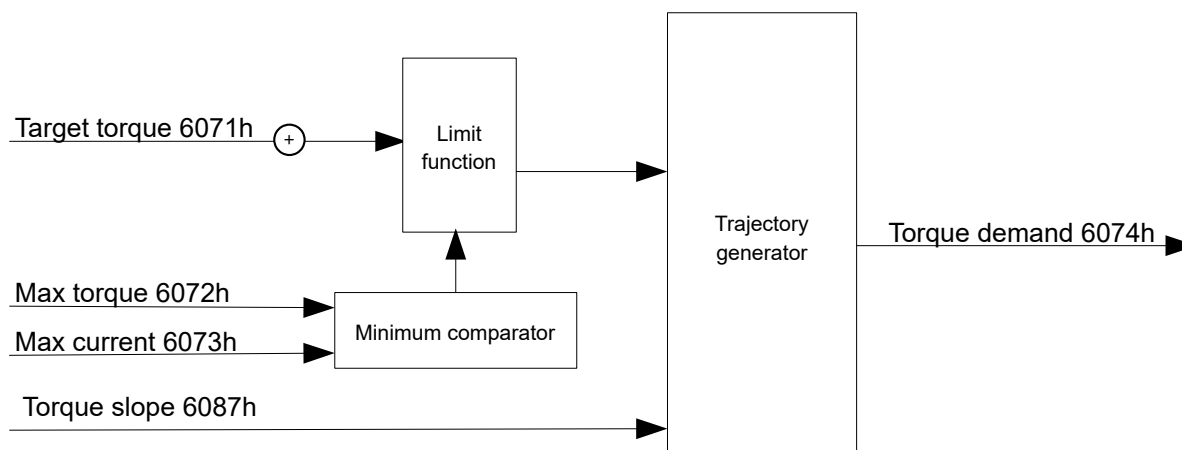 Target torque 6071h
+
Limit
function
Trajectory
generator
Torque demand 6074h
Max torque 6072h
Max current 6073h
Minimum comparator
Torque slope 6087h